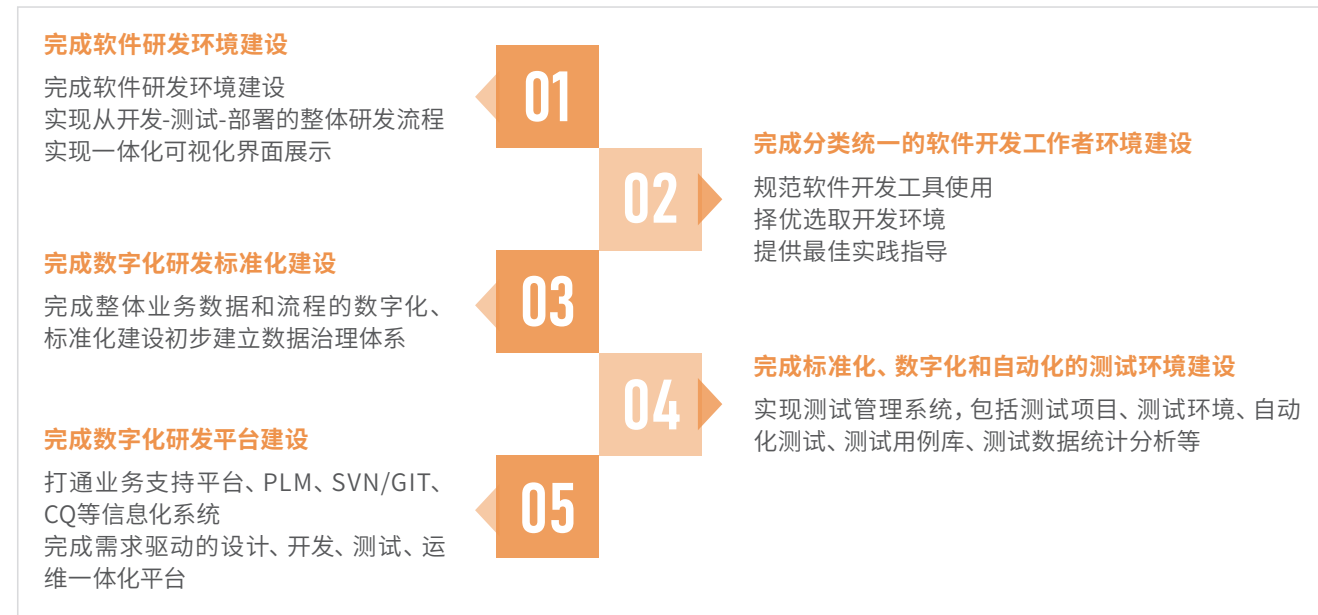 完成软件研发环境建设
完成软件研发环境建设
实现从开发-测试-部署的整体研发流程
实现一体化可视化界面展示
01
完成分类统一的软件开发工作者环境建设
规范软件开发工具使用
择优选取开发环境
提供最佳实践指导
02
完成数字化研发标准化建设
完成整体业务数据和流程的数字化、
标准化建设初步建立数据治理体系
03
完成标准化、数字化和自动化的测试环境建设
实现测试管理系统，包括测试项目、测试环境、自动
化测试、测试用例库、测试数据统计分析等
04
完成数字化研发平台建设
打通业务支持平台、PLM、SVN/GIT、
CQ等信息化系统
完成需求驱动的设计、开发、测试、运
维一体化平台
05